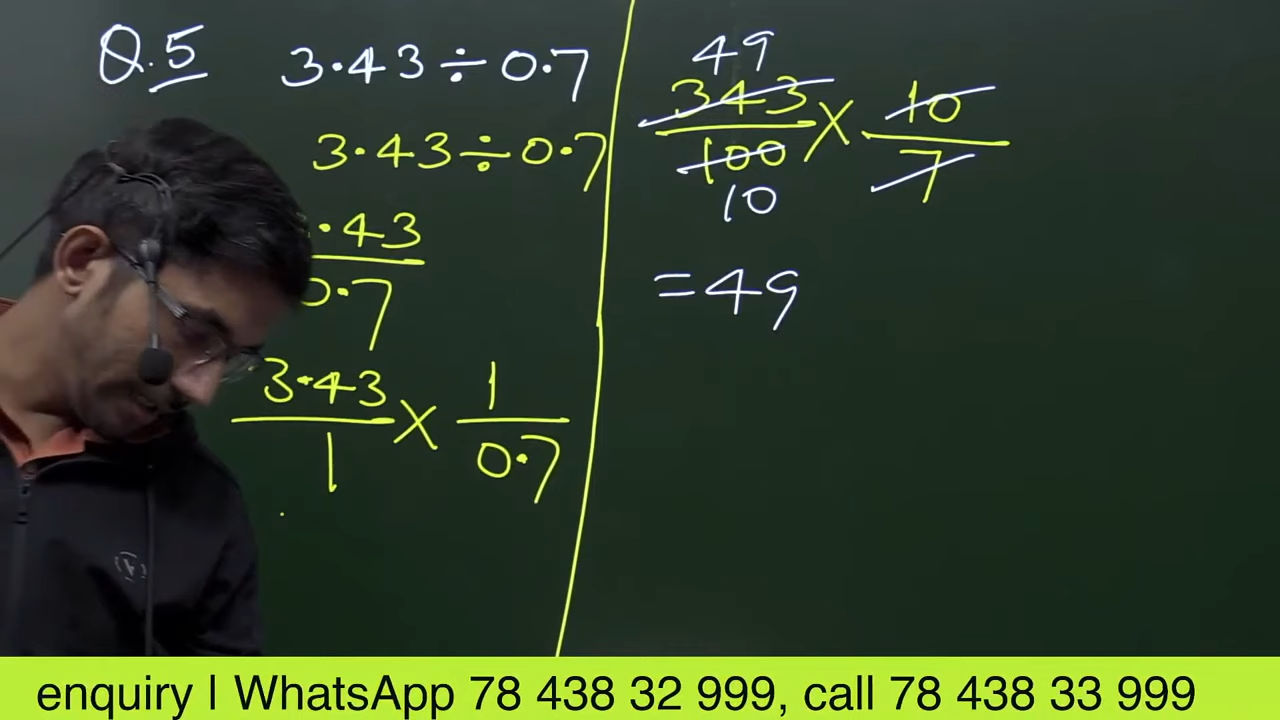 Q.5 3.43 ÷ 0.7
3.43 ÷ 0.7
.43
0.7
3.43 × 1
1 0.7
49
343 × 10
100 7
10
= 49
enquiry | WhatsApp 78 438 32 999, call 78 438 33 999